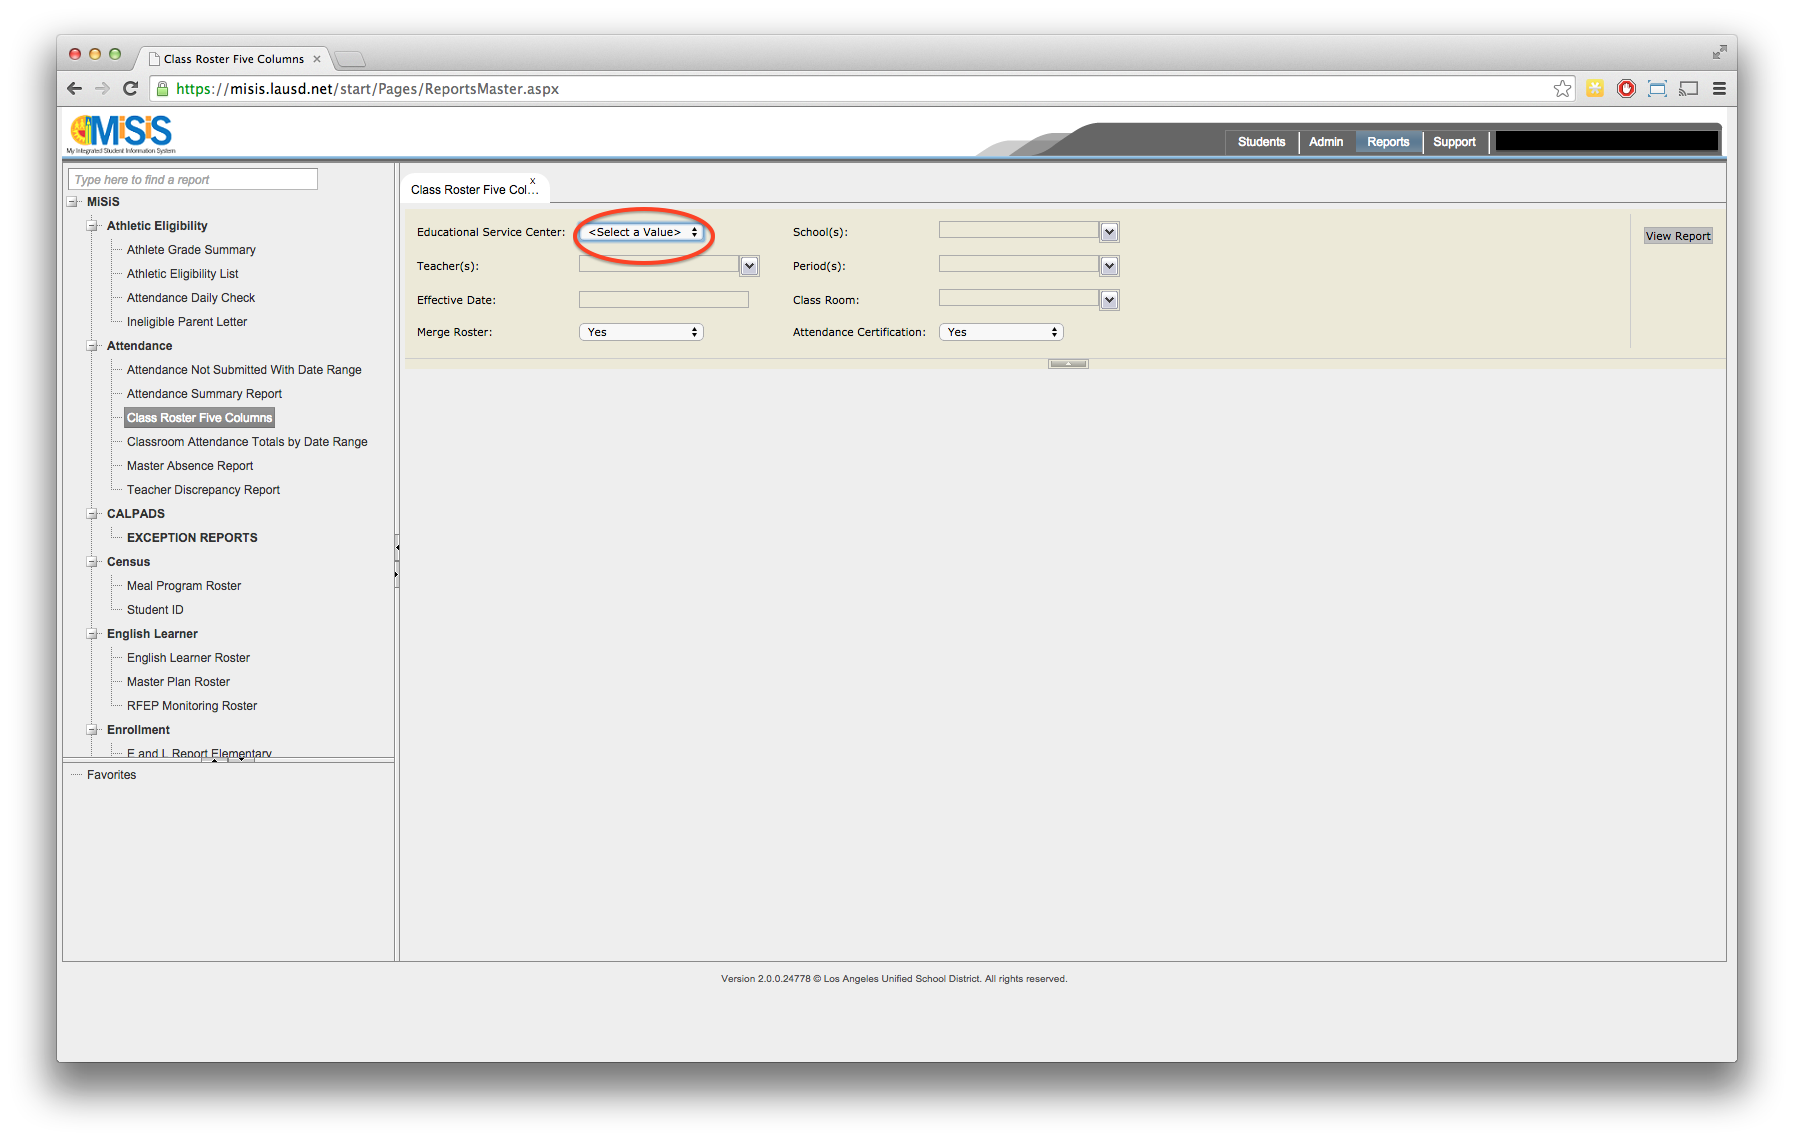 Class Roster Five Columns
https://misis.lausd.net/start/Pages/ReportsMaster.aspx
MiSiS
My Integrated Student Information System
Students
Admin
Reports
Support
Type here to find a report
MiSiS
Athletic Eligibility
Athlete Grade Summary
Athletic Eligibility List
Attendance Daily Check
Ineligible Parent Letter
Attendance
Attendance Not Submitted With Date Range
Attendance Summary Report
Class Roster Five Columns
Classroom Attendance Totals by Date Range
Master Absence Report
Teacher Discrepancy Report
CALPADS
EXCEPTION REPORTS
Census
Meal Program Roster
Student ID
English Learner
English Learner Roster
Master Plan Roster
RFEP Monitoring Roster
Enrollment
E and L Report Elementary
Favorites
Class Roster Five Col... x
Educational Service Center: <Select a Value> School(s):
View Report
Teacher(s): Period(s):
Effective Date: Class Room:
Merge Roster: Yes Attendance Certification: Yes
Version 2.0.0.24778 © Los Angeles Unified School District. All rights reserved.